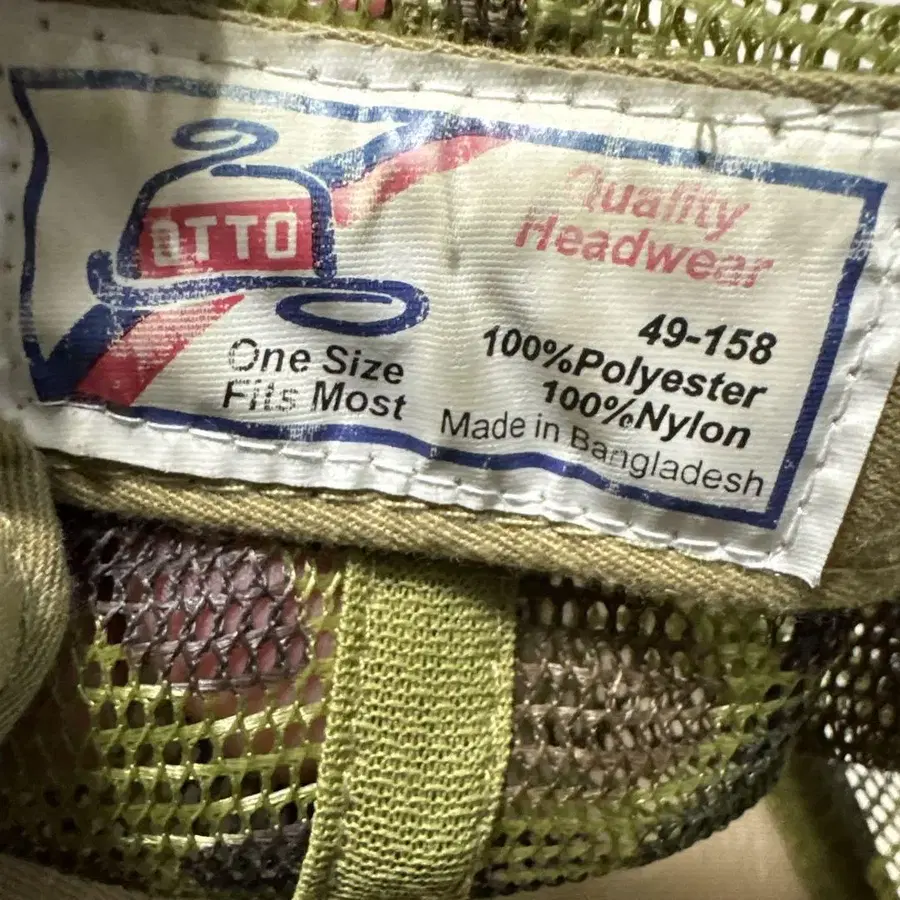 OTTO
Quality
Headwear
One Size
Fits Most
49-158
100%Polyester
100%Nylon
Made in Bangladesh